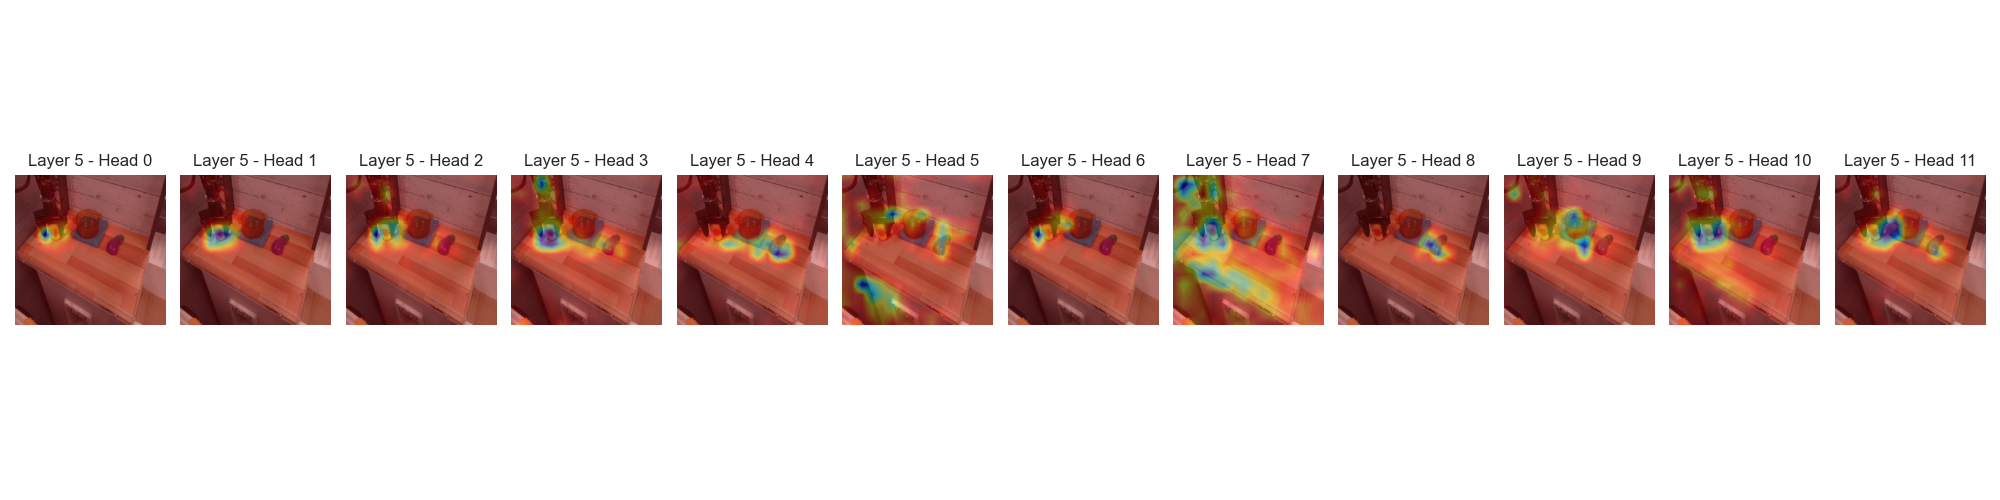 Layer 5 - Head 0
Layer 5 - Head 1
Layer 5 - Head 2
Layer 5 - Head 3
Layer 5 - Head 4
Layer 5 - Head 5
Layer 5 - Head 6
Layer 5 - Head 7
Layer 5 - Head 8
Layer 5 - Head 9
Layer 5 - Head 10
Layer 5 - Head 11